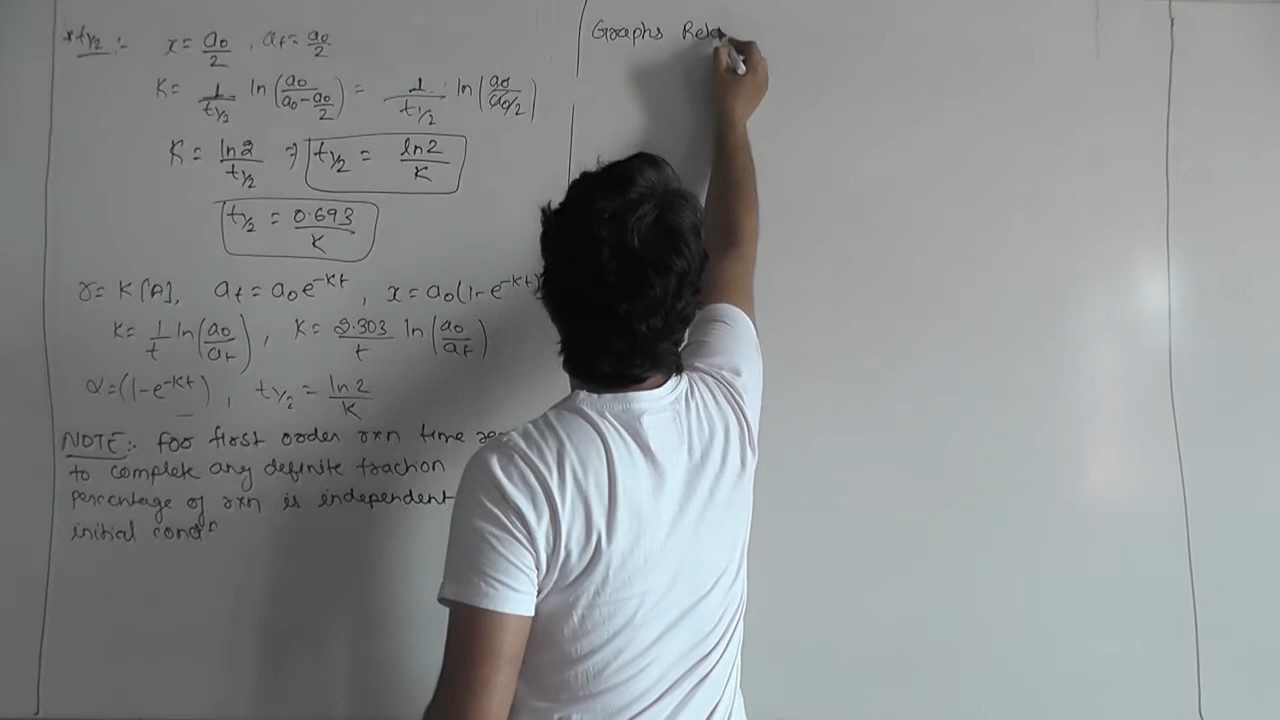 * t1/2 :- x = a0/2 , at = a0/2
K = 1/t1/2 ln(a0/(a0 - a0/2)) = 1/t1/2 ln(a0/(a0/2))
K = ln2/t1/2 ⇒ t1/2 = ln2/K
t1/2 = 0.693/K
r = K[A], at = a0e^-Kt , x = a0(1-e^-Kt)
K = 1/t ln(a0/at) , K = 2.303/t ln(a0/at)
α = (1-e^-Kt) , t1/2 = ln2/K
NOTE:- For first order rxn time
to complete any definite fraction
percentage of rxn is independent
initial concn
Graphs Rela